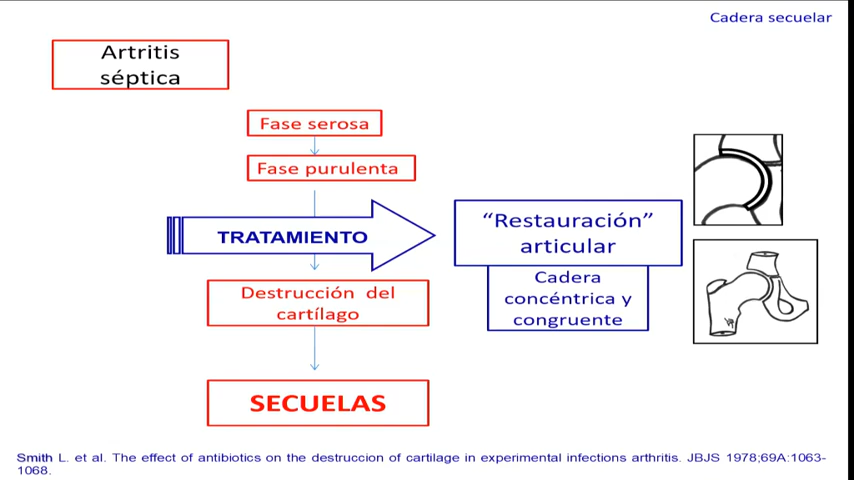 Cadera secuelar
Artritis
séptica
Fase serosa
Fase purulenta
TRATAMIENTO
“Restauración”
articular
Cadera
concéntrica y
congruente
Destrucción del
cartílago
SECUELAS
Smith L. et al. The effect of antibiotics on the destruccion of cartilage in experimental infections arthritis. JBJS 1978;69A:1063-
1068.